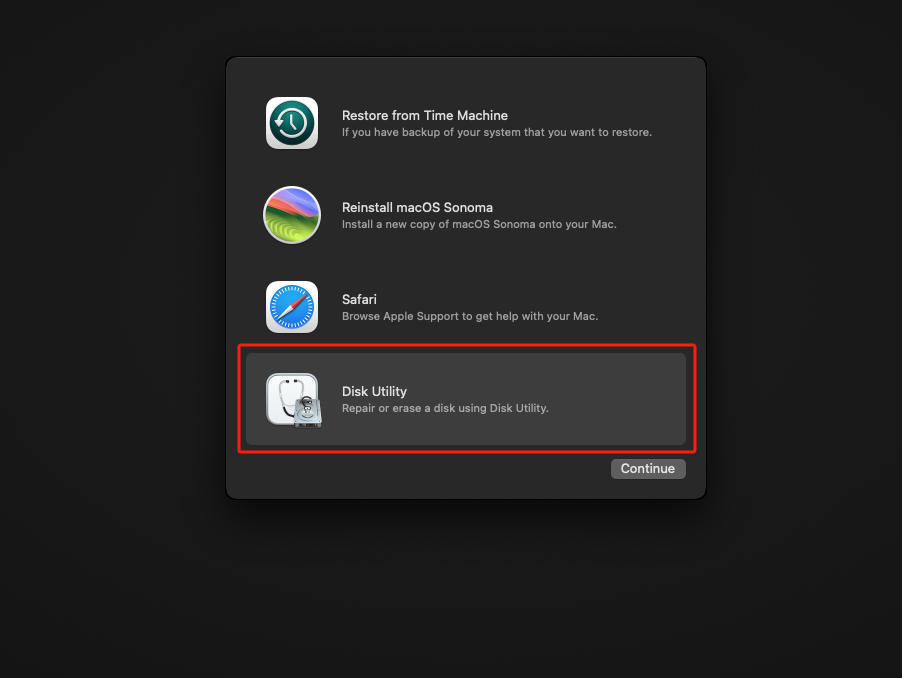 Restore from Time Machine
If you have backup of your system that you want to restore.
Reinstall macOS Sonoma
Install a new copy of macOS Sonoma onto your Mac.
Safari
Browse Apple Support to get help with your Mac.
Disk Utility
Repair or erase a disk using Disk Utility.
Continue